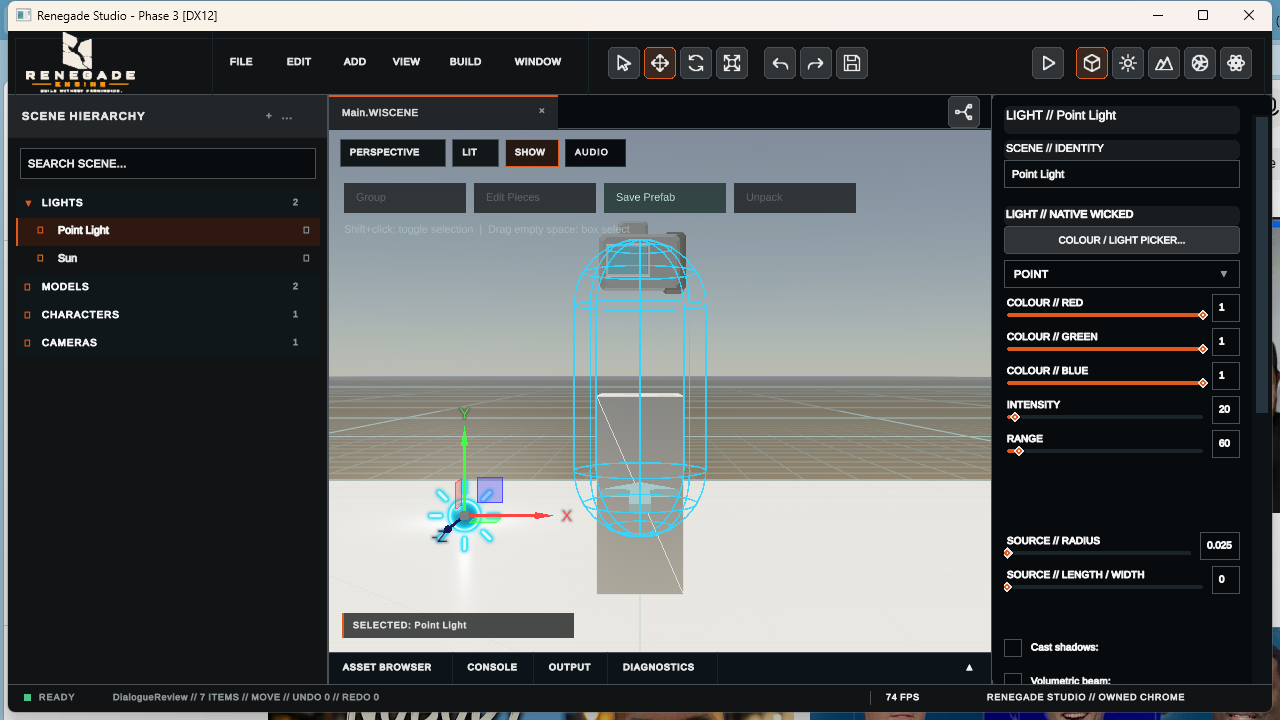 Renegade Studio - Phase 3 [DX12]
RENEGADE
ENGINE
BUILD WITHOUT PERMISSION.
FILE EDIT ADD VIEW BUILD WINDOW
SCENE HIERARCHY + ...
SEARCH SCENE...
LIGHTS 2
Point Light
Sun
MODELS 2
CHARACTERS 1
CAMERAS 1
Main.WISCENE ×
PERSPECTIVE LIT SHOW AUDIO
Group Edit Pieces Save Prefab Unpack
Shift+click: toggle selection | Drag empty space: box select
Y
X
Z
SELECTED: Point Light
LIGHT // Point Light
SCENE // IDENTITY
Point Light
LIGHT // NATIVE WICKED
COLOUR / LIGHT PICKER...
POINT
COLOUR // RED 1
COLOUR // GREEN 1
COLOUR // BLUE 1
INTENSITY 20
RANGE 60
SOURCE // RADIUS 0.025
SOURCE // LENGTH / WIDTH 0
Cast shadows:
Volumetric beam:
ASSET BROWSER CONSOLE OUTPUT DIAGNOSTICS
READY DialogueReview // 7 ITEMS // MOVE // UNDO 0 // REDO 0 74 FPS RENEGADE STUDIO // OWNED CHROME